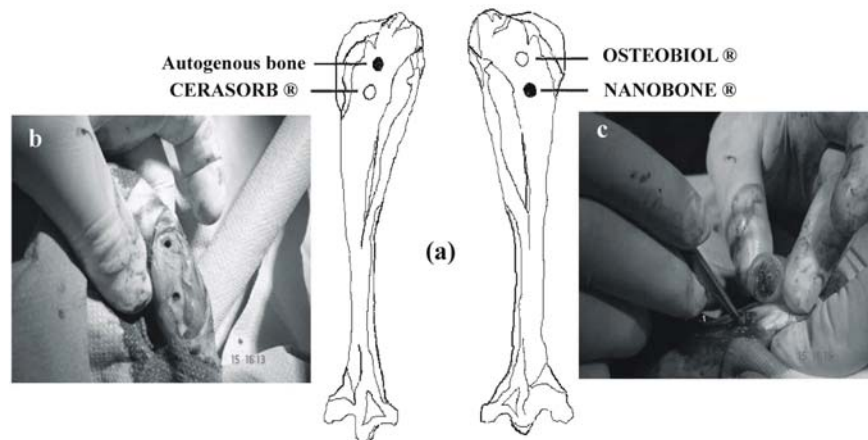 Autogenous bone
CERASORB ®
OSTEOBIOL ®
NANOBONE ®
b
c
(a)
15 16:13